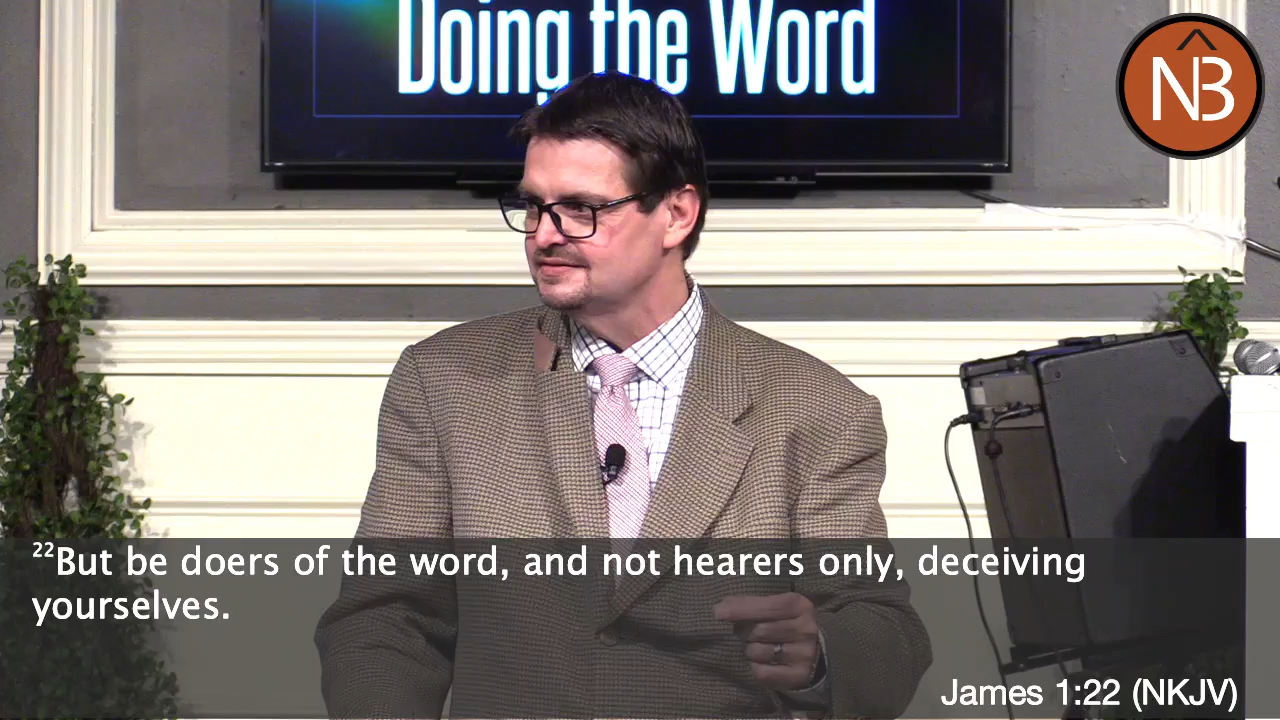 Doing the Word
NB
²²But be doers of the word, and not hearers only, deceiving
yourselves.
James 1:22 (NKJV)